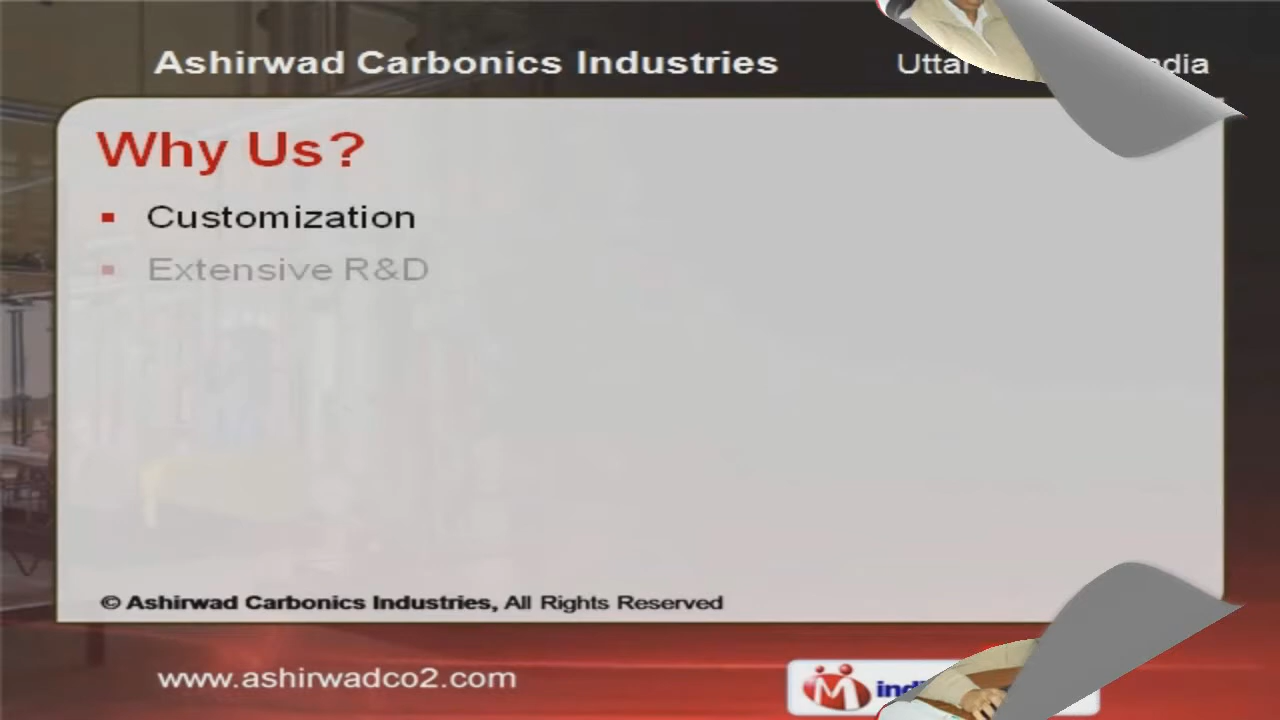 Ashirwad Carbonics Industries
Why Us?
▪ Customization
▪ Extensive R&D
© Ashirwad Carbonics Industries, All Rights Reserved
www.ashirwadco2.com